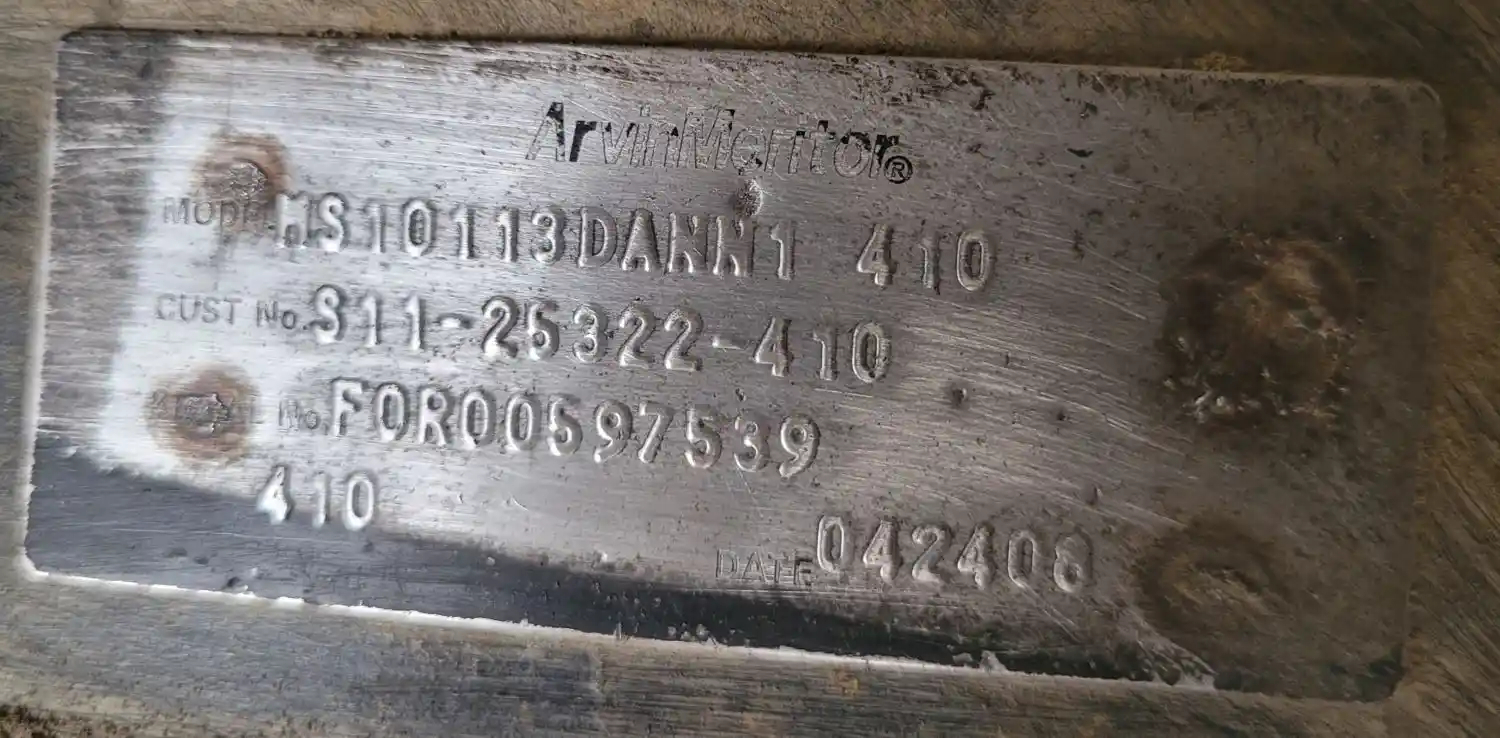 ArvinMeritor®
MODEL MS10113DANN1 410
CUST No. S11-25322-410
No. FOR00597539
410
DATE 042408